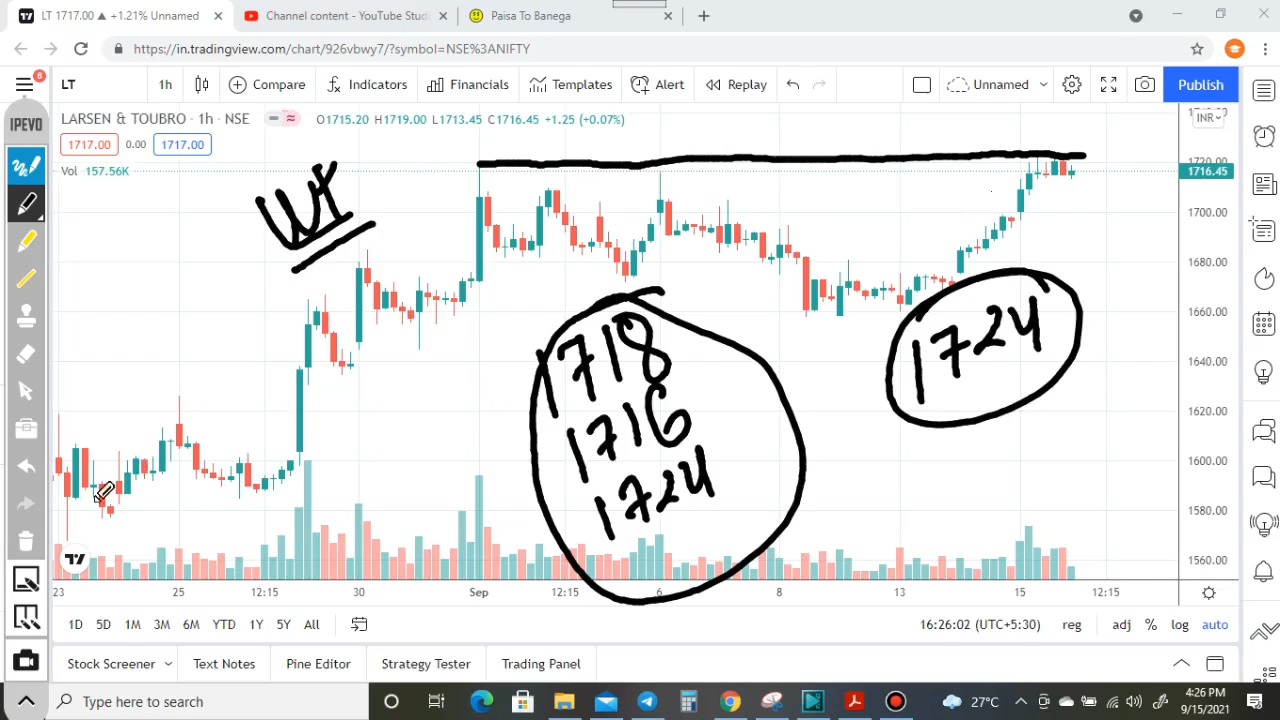 LT 1717.00 ▲ +1.21% Unnamed
Channel content - YouTube Stud
Paisa To Banega
https://in.tradingview.com/chart/926vbwy7/?symbol=NSE%3ANIFTY
8
LT
1h
Compare
Indicators
Financials
Templates
Alert
Replay
Unnamed
Publish
IPEVO
LARSEN & TOUBRO · 1h · NSE
O1715.20 H1719.00 L1713.45 C1716.45 +1.25 (+0.07%)
INR
1717.00
0.00
1717.00
Vol 157.56K
1720.00
1716.45
1700.00
1680.00
1660.00
1640.00
1620.00
1600.00
1580.00
1560.00
1718
1716
1724
1724
23
25
12:15
30
Sep
12:15
6
8
13
15
12:15
1D
5D
1M
3M
6M
YTD
1Y
5Y
All
16:26:02 (UTC+5:30)
reg
adj
%
log
auto
Stock Screener
Text Notes
Pine Editor
Strategy Tester
Trading Panel
Type here to search
27°C
4:26 PM
9/15/2021